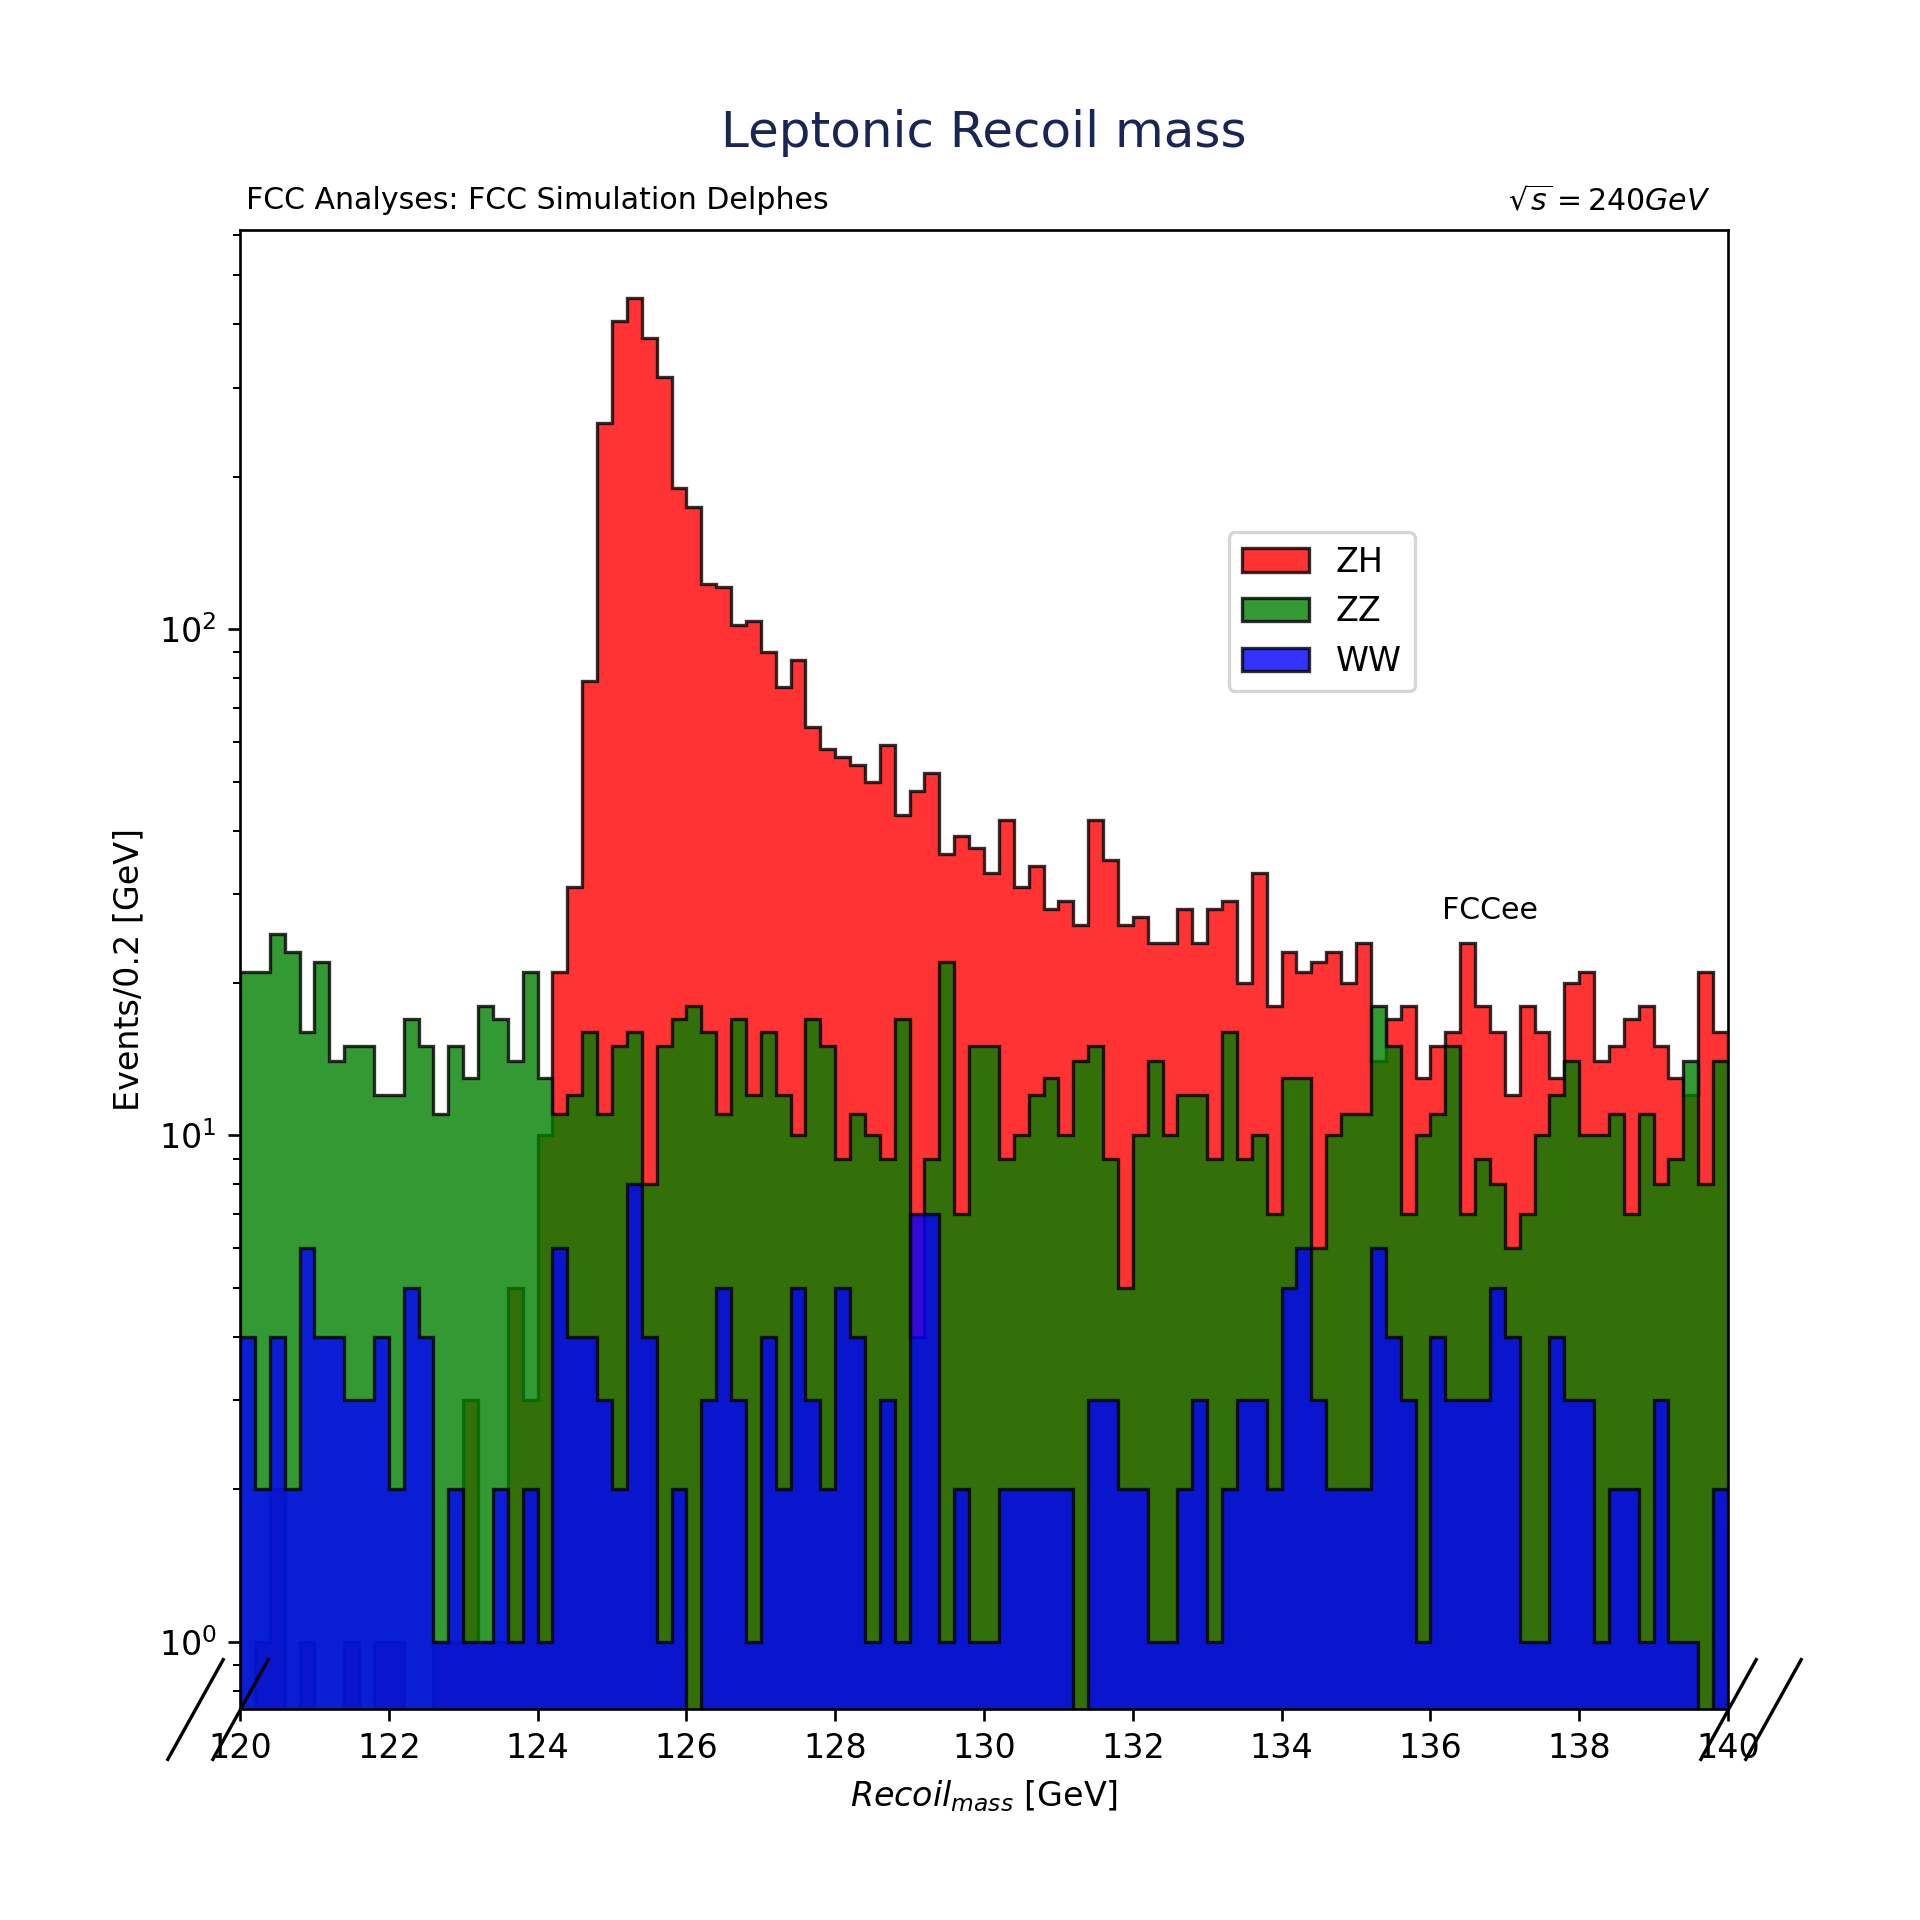 Leptonic Recoil mass
FCC Analyses: FCC Simulation Delphes
√s = 240GeV
ZH
ZZ
WW
FCCee
Events/0.2 [GeV]
10²
10¹
10⁰
120 122 124 126 128 130 132 134 136 138 140
Recoil_mass [GeV]